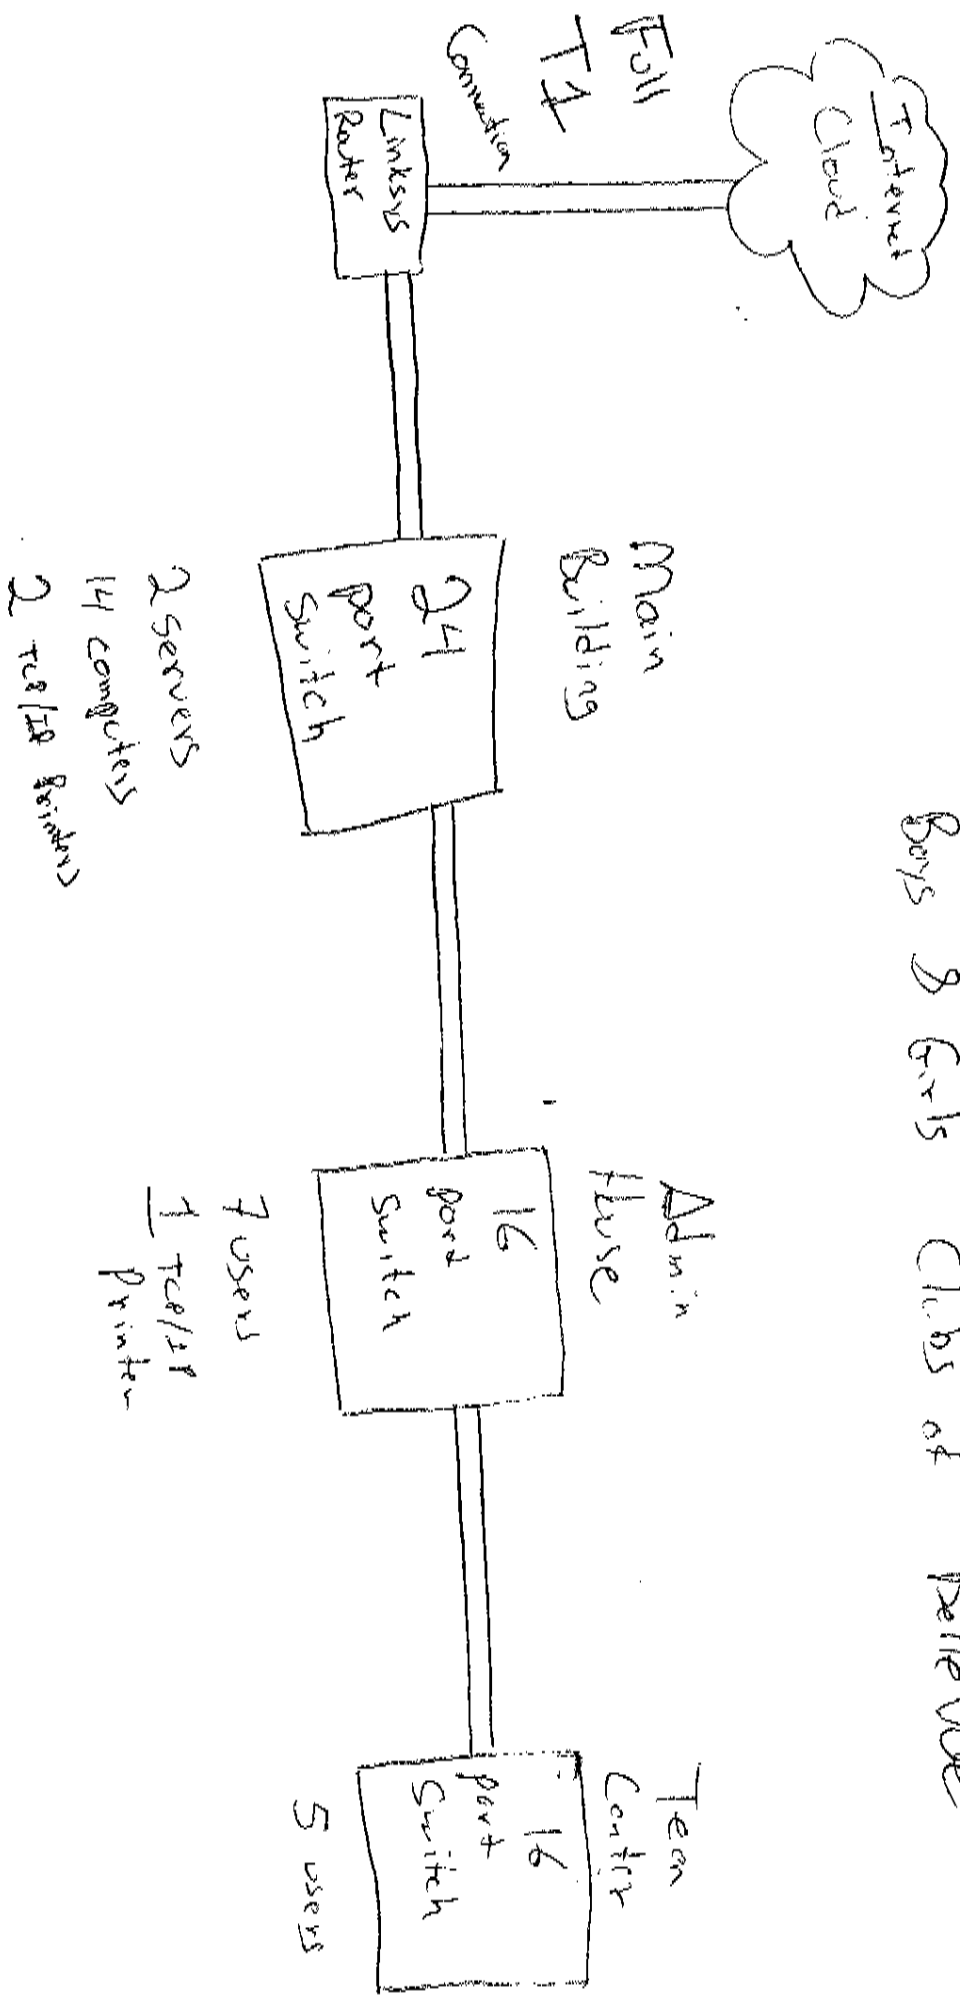 Boys & Girls Clubs of Bellevue
Internet
Cloud
Full
T1
Connection
Linksys
Router
Main
Building
24
port
Switch
2 Servers
14 computers
2 TCP/IP Printers
Admin
House
16
port
Switch
7 users
1 TCP/IP
Printer
Teen
Center
16
port
Switch
5 users